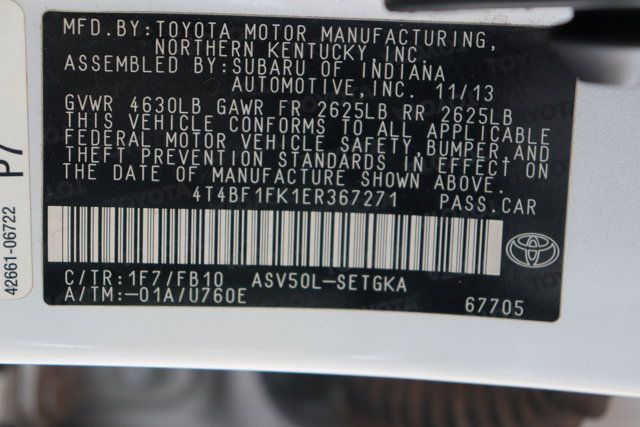 MFD.BY:TOYOTA MOTOR MANUFACTURING,
NORTHERN KENTUCKY,INC.
ASSEMBLED BY:SUBARU OF INDIANA
AUTOMOTIVE,INC. 11/13
GVWR 4630LB GAWR FR 2625LB RR 2625LB
THIS VEHICLE CONFORMS TO ALL APPLICABLE
FEDERAL MOTOR VEHICLE SAFETY,BUMPER,AND
THEFT PREVENTION STANDARDS IN EFFECT ON
THE DATE OF MANUFACTURE SHOWN ABOVE.
4T4BF1FK1ER367271 PASS.CAR
C/TR:1F7/FB10 ASV50L-SETGKA
A/TM:-01A/U760E 67705
TOYOTA
42661-06722 P7